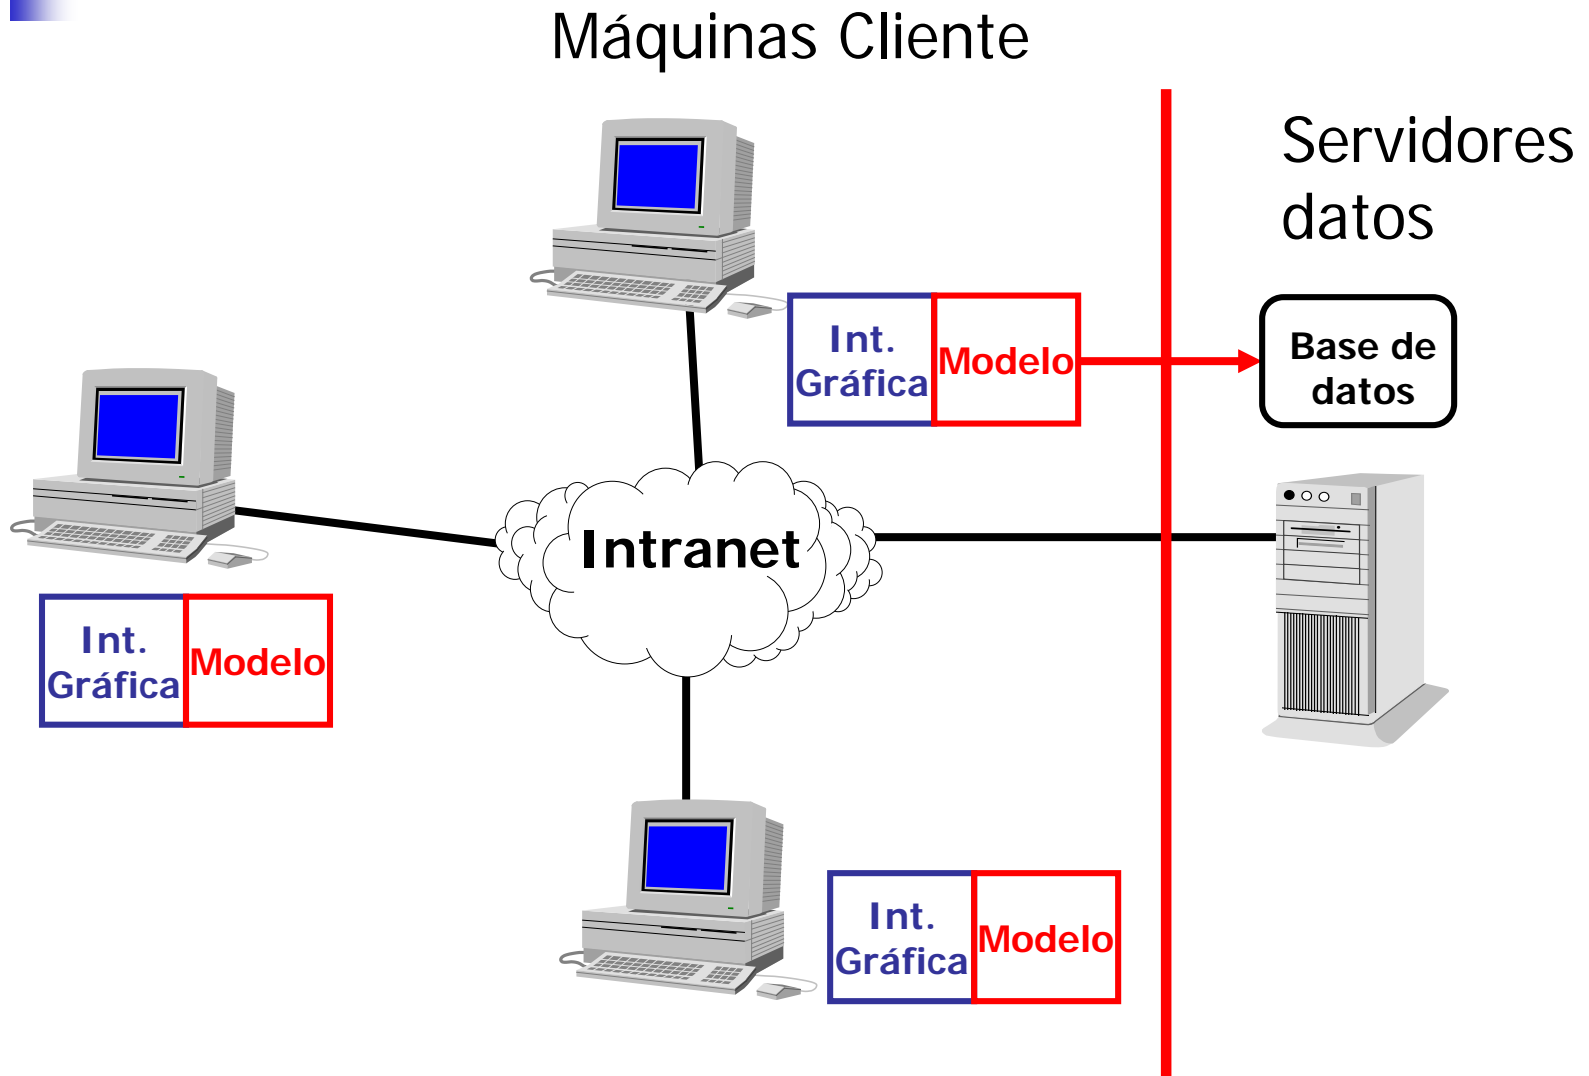 Máquinas Cliente
Servidores
datos
Int.
Gráfica
Modelo
Base de
datos
Intranet
Int.
Gráfica
Modelo
Int.
Gráfica
Modelo